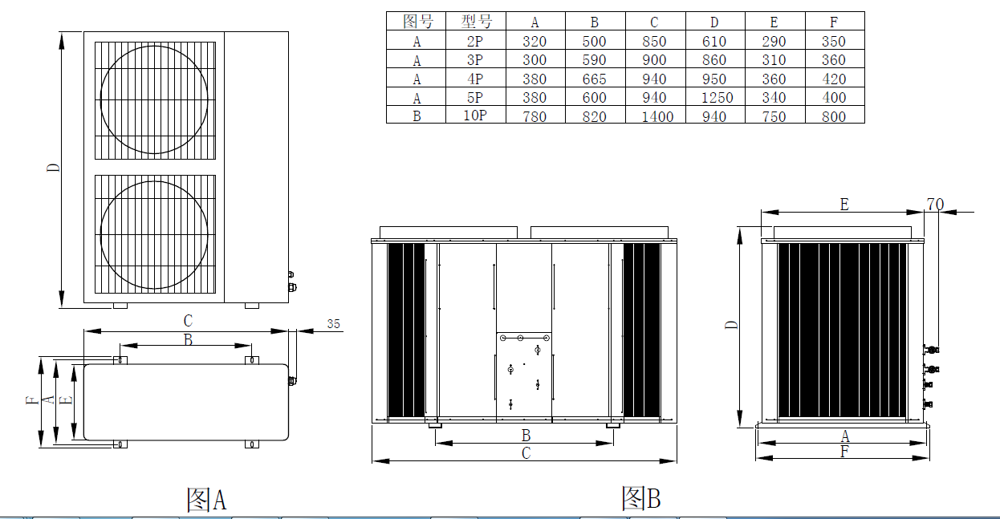 图号 型号 A B C D E F
A 2P 320 500 850 610 290 350
A 3P 300 590 900 860 310 360
A 4P 380 665 940 950 360 420
A 5P 380 600 940 1250 340 400
B 10P 780 820 1400 940 750 800
D
C
35
B
F A E
图A
B
C
E 70
D
A
F
图B